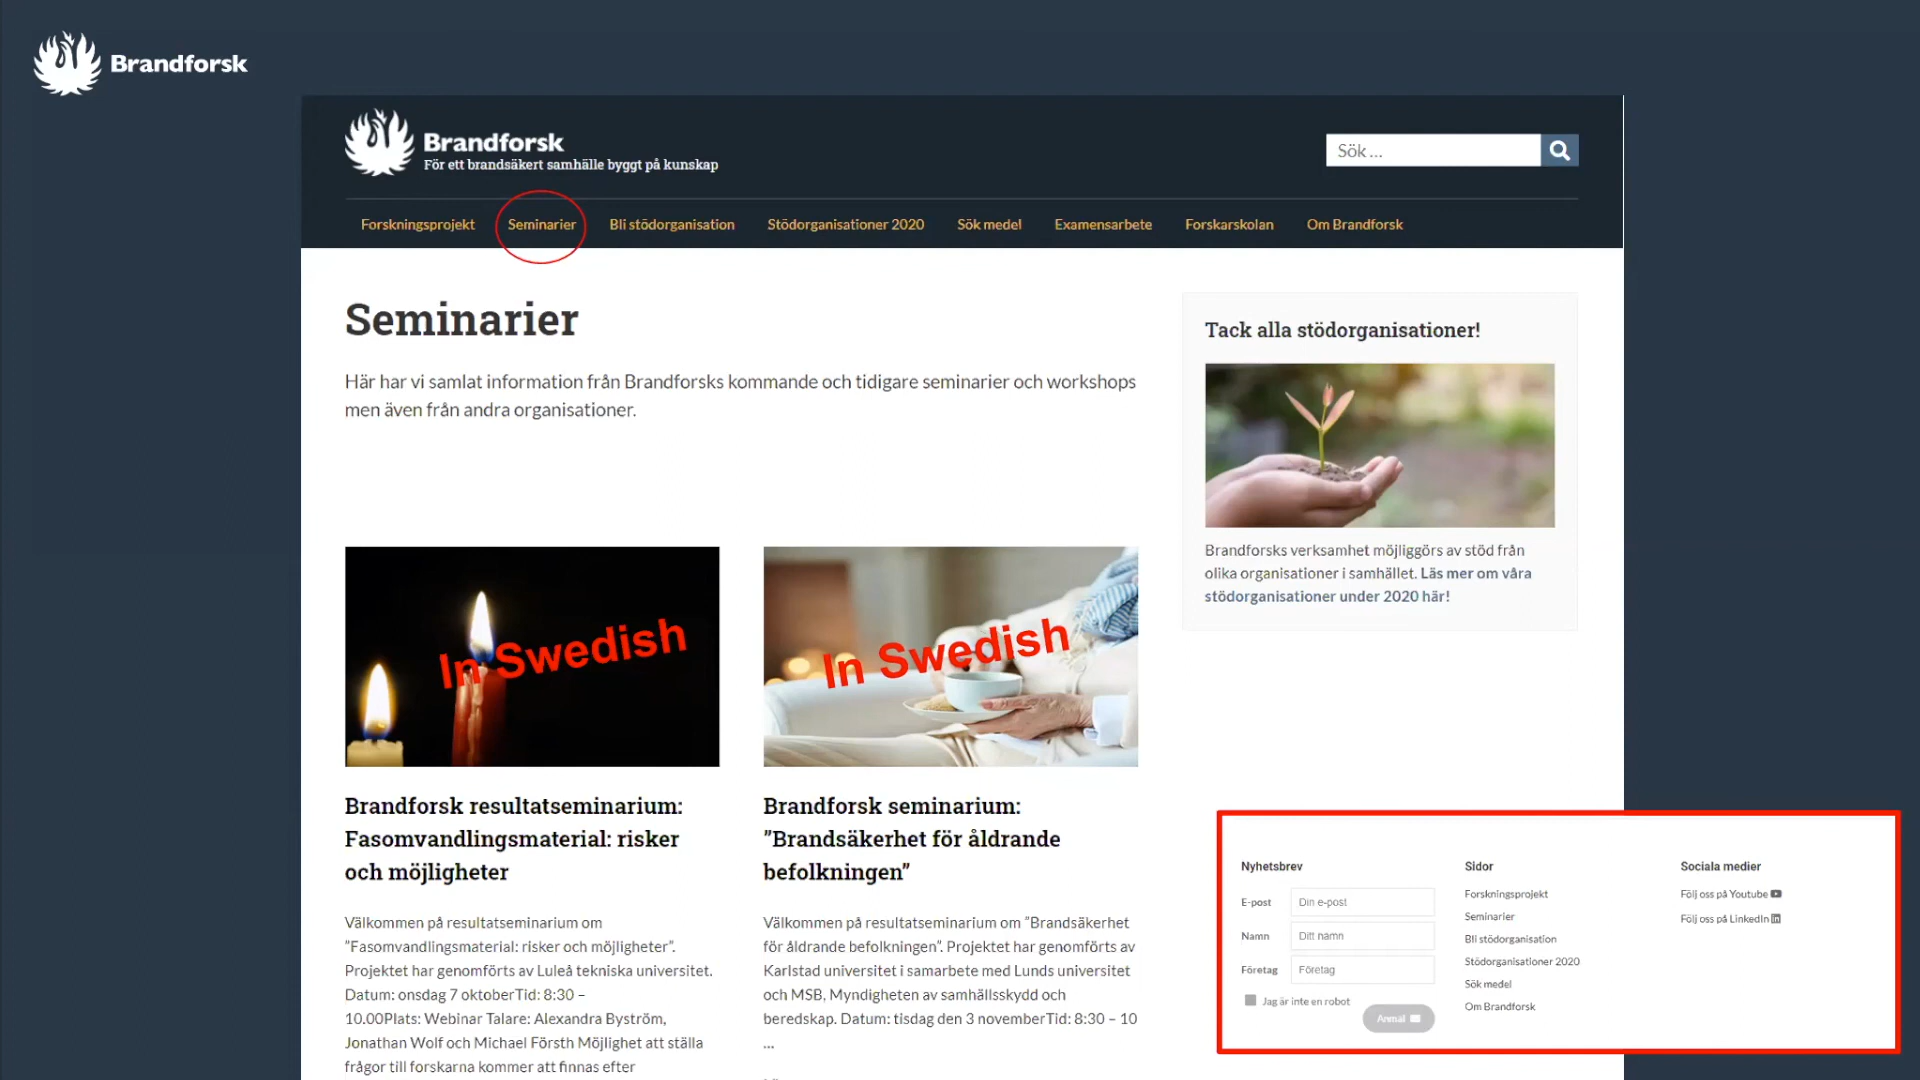 Brandforsk
Brandforsk
För ett brandsäkert samhälle byggt på kunskap
Sök ...
Forskningsprojekt Seminarier Bli stödorganisation Stödorganisationer 2020 Sök medel Examensarbete Forskarskolan Om Brandforsk
Seminarier
Här har vi samlat information från Brandforsks kommande och tidigare seminarier och workshops
men även från andra organisationer.
In Swedish
Brandforsk resultatseminarium:
Fasomvandlingsmaterial: risker
och möjligheter
Välkommen på resultatseminarium om
”Fasomvandlingsmaterial: risker och möjligheter”.
Projektet har genomförts av Luleå tekniska universitet.
Datum: onsdag 7 oktoberTid: 8:30 –
10.00Plats: Webinar Talare: Alexandra Byström,
Jonathan Wolf och Michael Försth Möjlighet att ställa
frågor till forskarna kommer att finnas efter
In Swedish
Brandforsk seminarium:
”Brandsäkerhet för åldrande
befolkningen”
Välkommen på resultatseminarium om ”Brandsäkerhet
för åldrande befolkningen”. Projektet har genomförts av
Karlstad universitet i samarbete med Lunds universitet
och MSB, Myndigheten av samhällsskydd och
beredskap. Datum: tisdag den 3 novemberTid: 8:30 – 10
...
Tack alla stödorganisationer!
Brandforsks verksamhet möjliggörs av stöd från
olika organisationer i samhället. Läs mer om våra
stödorganisationer under 2020 här!
Nyhetsbrev
E-post Din e-post
Namn Ditt namn
Företag Företag
Jag är inte en robot
Anmäl
Sidor
Forskningsprojekt
Seminarier
Bli stödorganisation
Stödorganisationer 2020
Sök medel
Om Brandforsk
Sociala medier
Följ oss på Youtube
Följ oss på LinkedIn